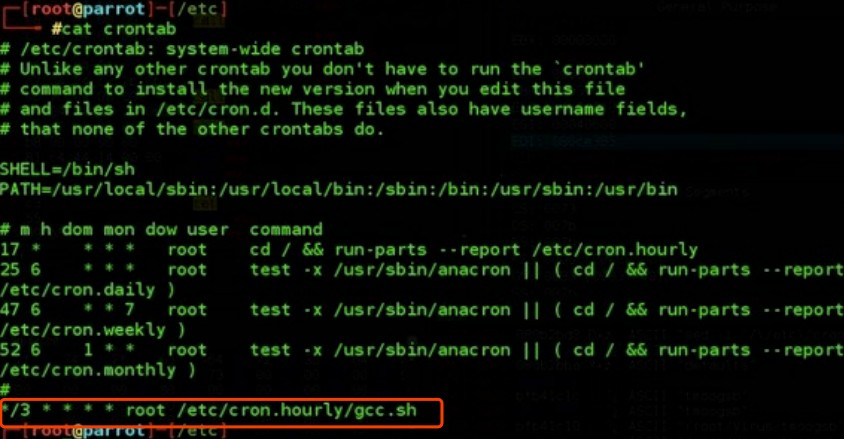 [root@parrot]-[/etc]
#cat crontab
# /etc/crontab: system-wide crontab
# Unlike any other crontab you don't have to run the `crontab'
# command to install the new version when you edit this file
# and files in /etc/cron.d. These files also have username fields,
# that none of the other crontabs do.
SHELL=/bin/sh
PATH=/usr/local/sbin:/usr/local/bin:/sbin:/bin:/usr/sbin:/usr/bin
# m h dom mon dow user  command
17 *    * * *   root    cd / && run-parts --report /etc/cron.hourly
25 6    * * *   root    test -x /usr/sbin/anacron || ( cd / && run-parts --report
/etc/cron.daily )
47 6    * * 7   root    test -x /usr/sbin/anacron || ( cd / && run-parts --report
/etc/cron.weekly )
52 6    1 * *   root    test -x /usr/sbin/anacron || ( cd / && run-parts --report
/etc/cron.monthly )
#
*/3 * * * * root /etc/cron.hourly/gcc.sh
[root@parrot]-[/etc]